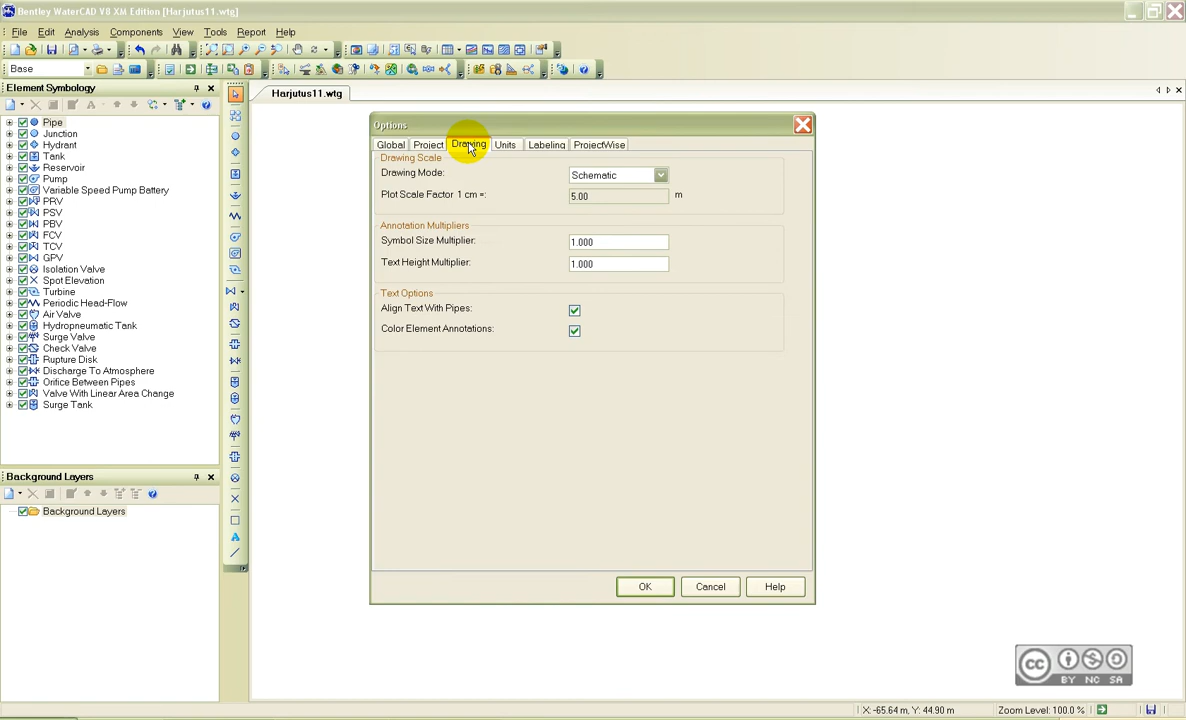 Bentley WaterCAD V8 XM Edition [Harjutus11.wtg]
File Edit Analysis Components View Tools Report Help
Base
Element Symbology
Harjutus11.wtg
Pipe
Junction
Hydrant
Tank
Reservoir
Pump
Variable Speed Pump Battery
PRV
PSV
PBV
FCV
TCV
GPV
Isolation Valve
Spot Elevation
Turbine
Periodic Head-Flow
Air Valve
Hydropneumatic Tank
Surge Valve
Check Valve
Rupture Disk
Discharge To Atmosphere
Orifice Between Pipes
Valve With Linear Area Change
Surge Tank
Background Layers
Background Layers
Options
Global Project Drawing Units Labeling ProjectWise
Drawing Scale
Drawing Mode: Schematic
Plot Scale Factor 1 cm =: 5.00 m
Annotation Multipliers
Symbol Size Multiplier: 1.000
Text Height Multiplier: 1.000
Text Options
Align Text With Pipes:
Color Element Annotations:
OK Cancel Help
cc BY NC SA
X: -65.64 m, Y: 44.90 m Zoom Level: 100.0 %